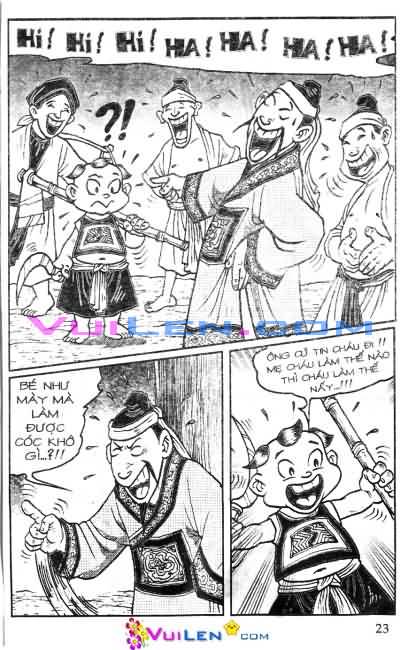 Hi! Hi! Hi! HA! HA! HA! HA!
?!
VuiLen.com
BÉ NHƯ
MÀY MÀ
LÀM
ĐƯỢC
CÓC KHÔ
GÌ...?!!
ÔNG CỨ TIN CHÁU ĐI!!
MẸ CHÁU LÀM THẾ NÀO
THÌ CHÁU LÀM THẾ
NẤY...!!!
23
VuiLen.com